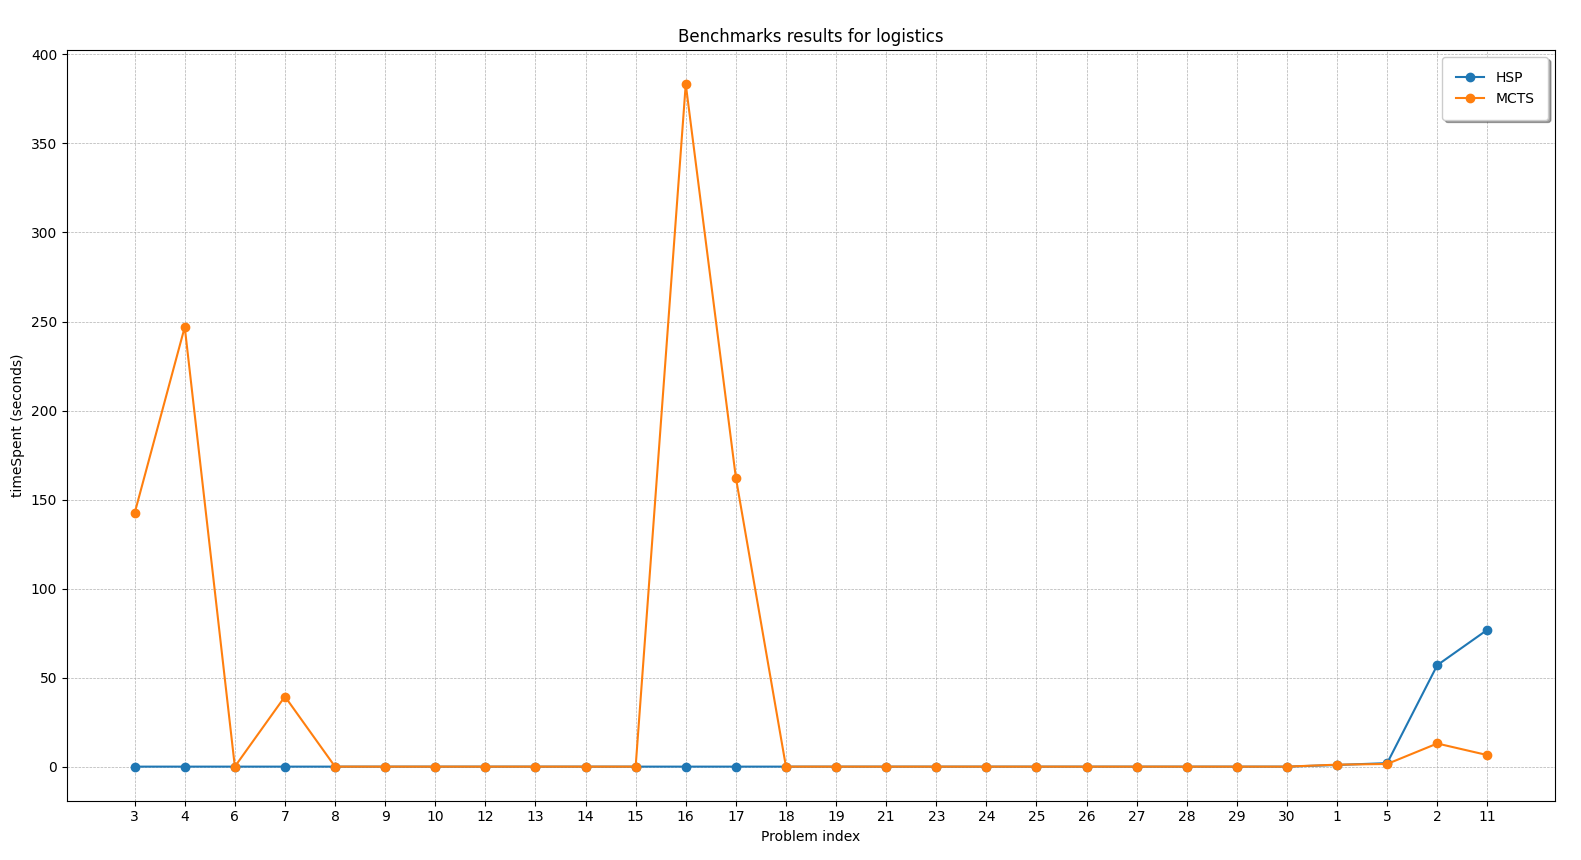 Benchmarks results for logistics
400
350
300
250
200
150
100
50
0
timeSpent (seconds)
HSP
MCTS
3 4 6 7 8 9 10 12 13 14 15 16 17 18 19 21 23 24 25 26 27 28 29 30 1 5 2 11
Problem index